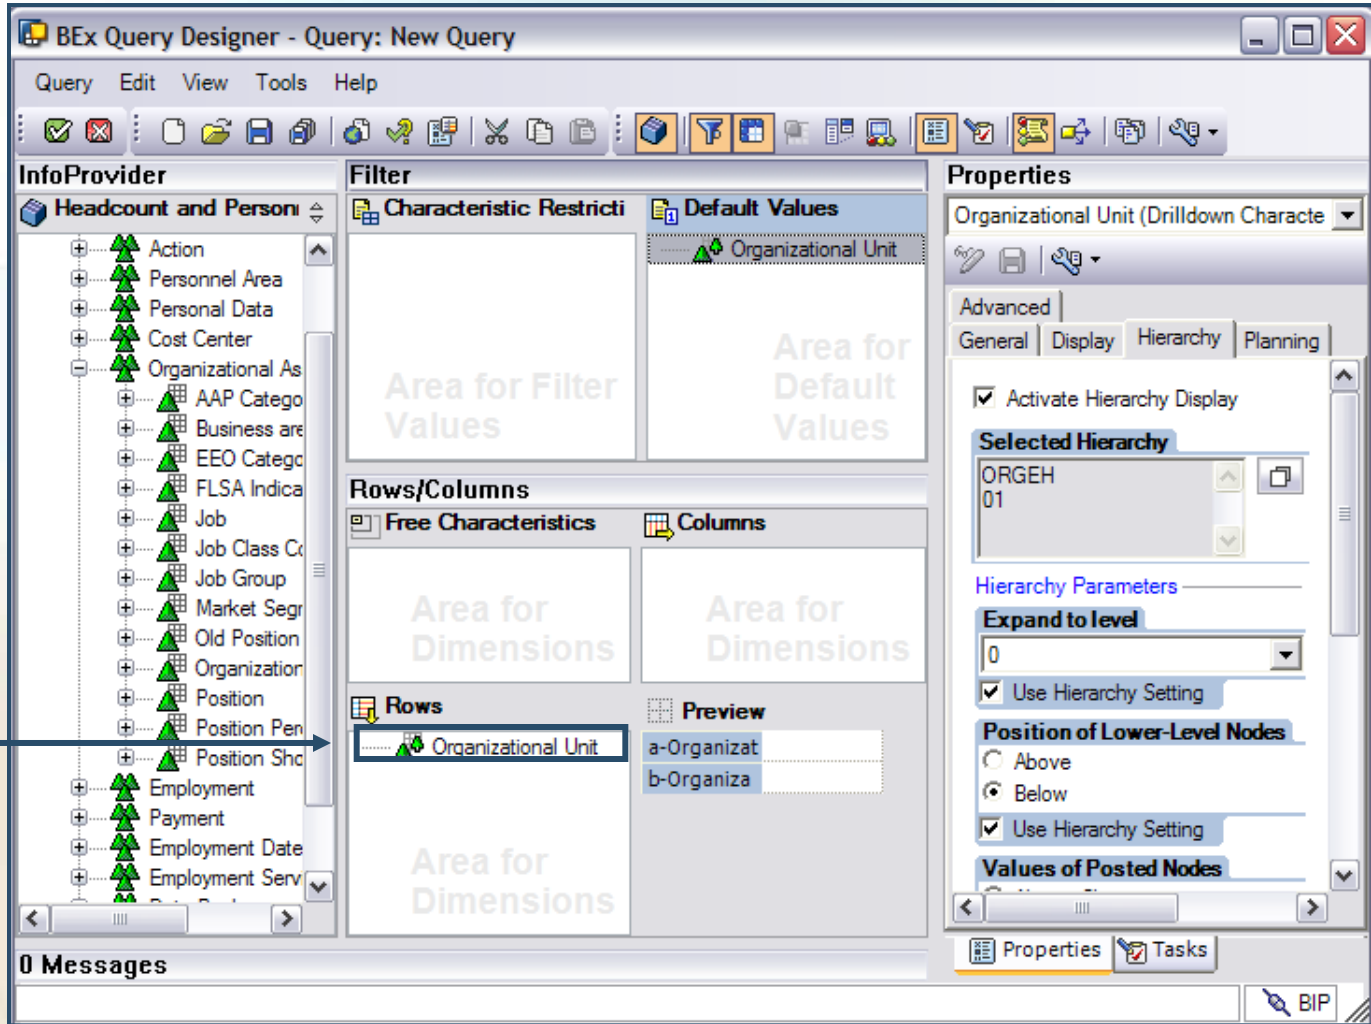 BEx Query Designer - Query: New Query
Query Edit View Tools Help
InfoProvider
Headcount and Person
Action
Personnel Area
Personal Data
Cost Center
Organizational As
AAP Catego
Business are
EEO Catego
FLSA Indica
Job
Job Class Co
Job Group
Market Segr
Old Position
Organization
Position
Position Per
Position Sho
Employment
Payment
Employment Date
Employment Servi
Filter
Characteristic Restricti
Default Values
Organizational Unit
Area for Filter
Values
Area for
Default
Values
Rows/Columns
Free Characteristics
Columns
Area for
Dimensions
Area for
Dimensions
Rows
Preview
Organizational Unit
a-Organizat
b-Organiza
Area for
Dimensions
Properties
Organizational Unit (Drilldown Characte
Advanced
General Display Hierarchy Planning
Activate Hierarchy Display
Selected Hierarchy
ORGEH
01
Hierarchy Parameters
Expand to level
0
Use Hierarchy Setting
Position of Lower-Level Nodes
Above
Below
Use Hierarchy Setting
Values of Posted Nodes
Properties Tasks
0 Messages
BIP